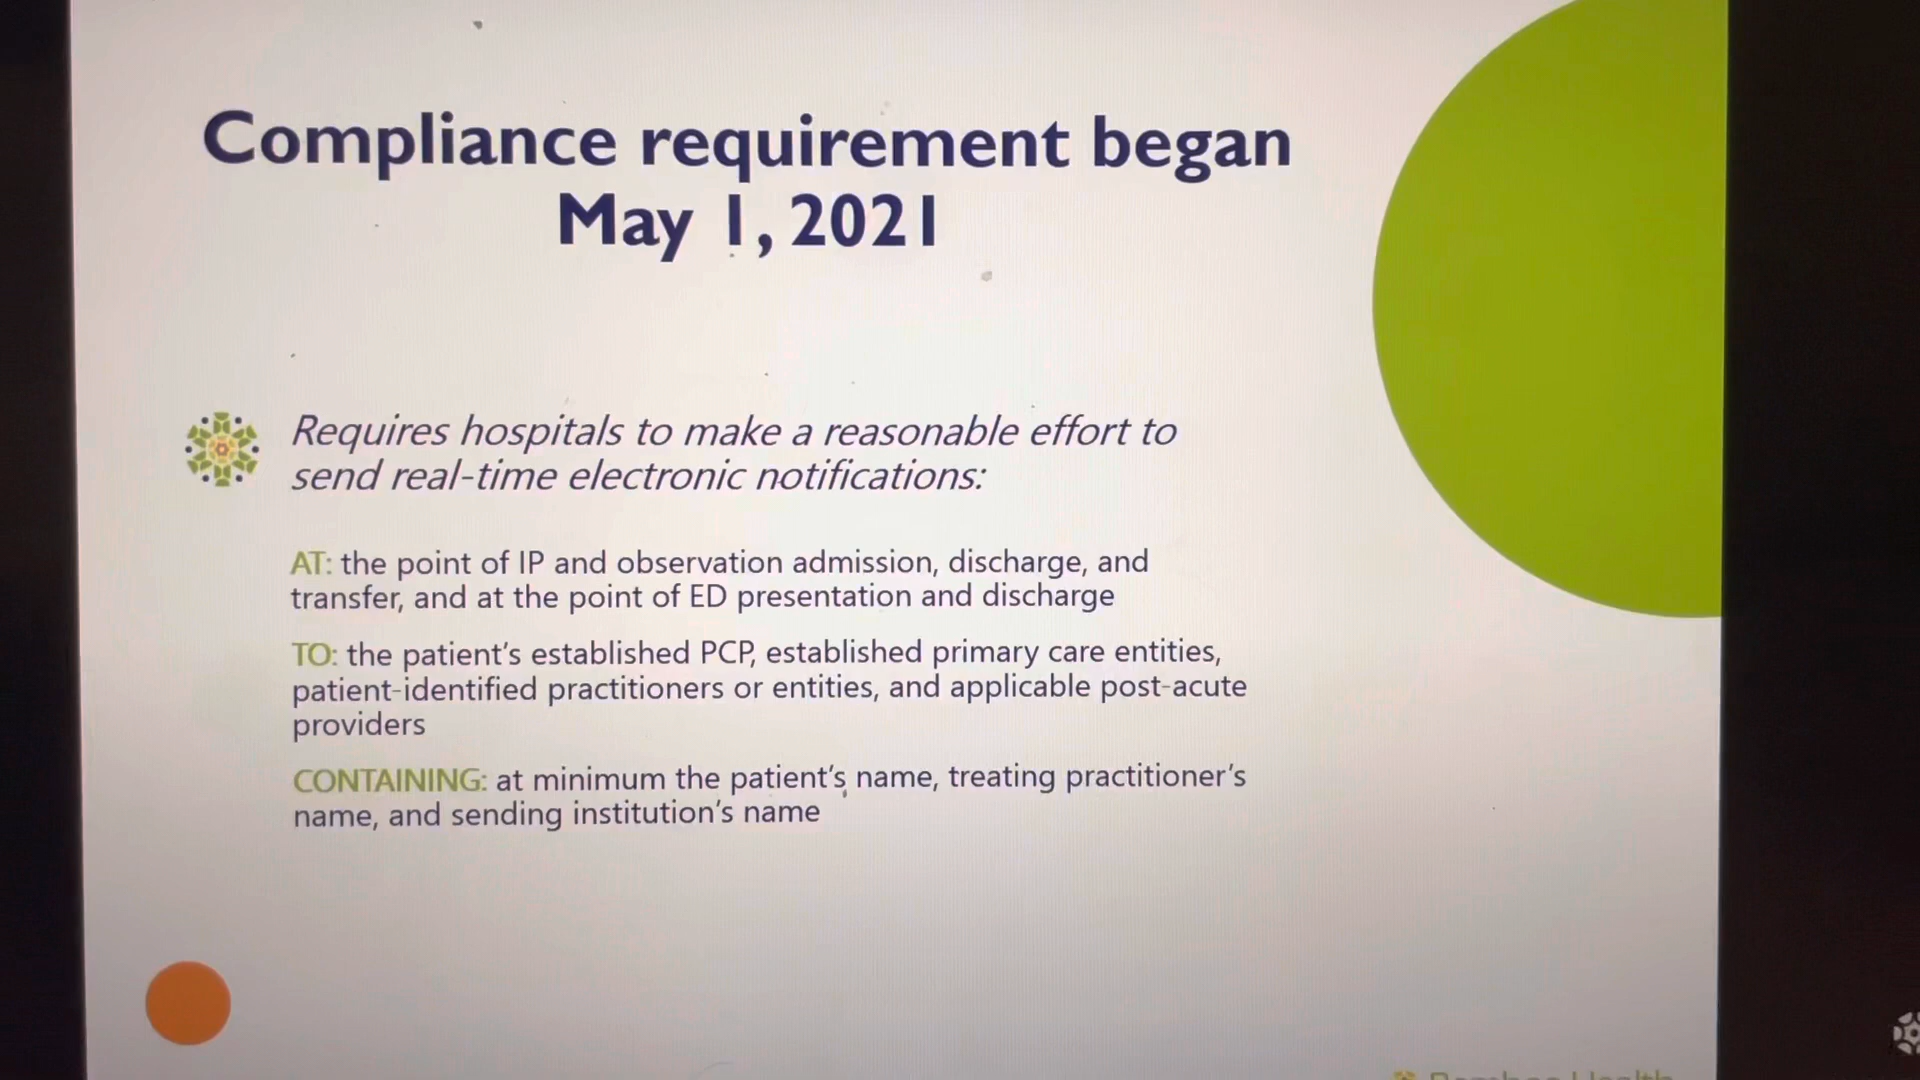 Compliance requirement began
May 1, 2021
Requires hospitals to make a reasonable effort to
send real-time electronic notifications:
AT: the point of IP and observation admission, discharge, and
transfer, and at the point of ED presentation and discharge
TO: the patient's established PCP, established primary care entities,
patient-identified practitioners or entities, and applicable post-acute
providers
CONTAINING: at minimum the patient's name, treating practitioner's
name, and sending institution's name